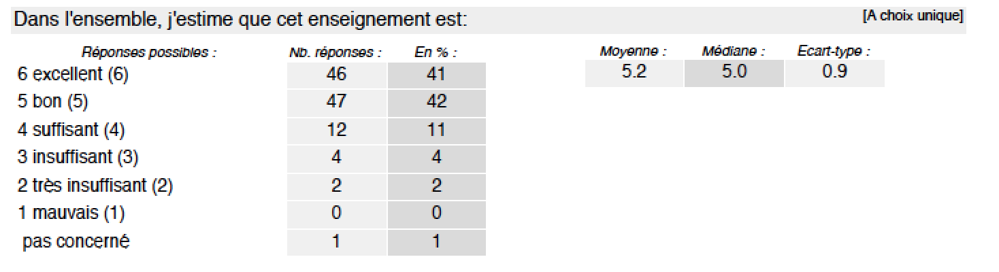 Dans l'ensemble, j'estime que cet enseignement est: [A choix unique]
Réponses possibles : Nb. réponses : En % : Moyenne : Médiane : Ecart-type :
6 excellent (6) 46 41 5.2 5.0 0.9
5 bon (5) 47 42
4 suffisant (4) 12 11
3 insuffisant (3) 4 4
2 très insuffisant (2) 2 2
1 mauvais (1) 0 0
pas concerné 1 1